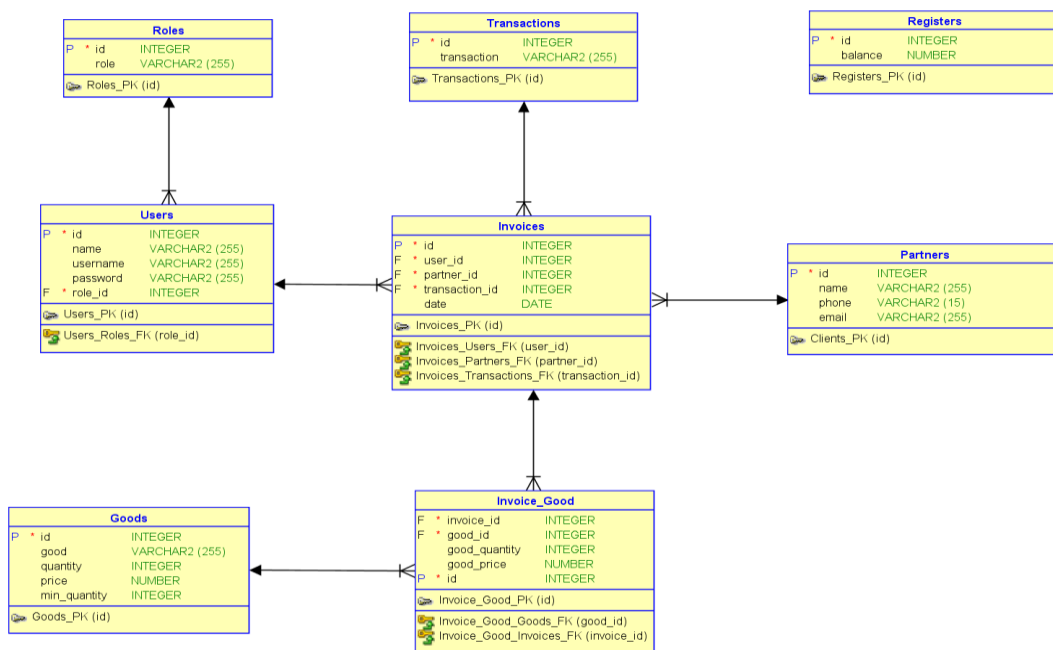 Roles
P * id INTEGER
role VARCHAR2 (255)
Roles_PK (id)
Transactions
P * id INTEGER
transaction VARCHAR2 (255)
Transactions_PK (id)
Registers
P * id INTEGER
balance NUMBER
Registers_PK (id)
Users
P * id INTEGER
name VARCHAR2 (255)
username VARCHAR2 (255)
password VARCHAR2 (255)
F * role_id INTEGER
Users_PK (id)
Users_Roles_FK (role_id)
Invoices
P * id INTEGER
F * user_id INTEGER
F * partner_id INTEGER
F * transaction_id INTEGER
date DATE
Invoices_PK (id)
Invoices_Users_FK (user_id)
Invoices_Partners_FK (partner_id)
Invoices_Transactions_FK (transaction_id)
Partners
P * id INTEGER
name VARCHAR2 (255)
phone VARCHAR2 (15)
email VARCHAR2 (255)
Clients_PK (id)
Goods
P * id INTEGER
good VARCHAR2 (255)
quantity INTEGER
price NUMBER
min_quantity INTEGER
Goods_PK (id)
Invoice_Good
F * invoice_id INTEGER
F * good_id INTEGER
good_quantity INTEGER
good_price NUMBER
P * id INTEGER
Invoice_Good_PK (id)
Invoice_Good_Goods_FK (good_id)
Invoice_Good_Invoices_FK (invoice_id)